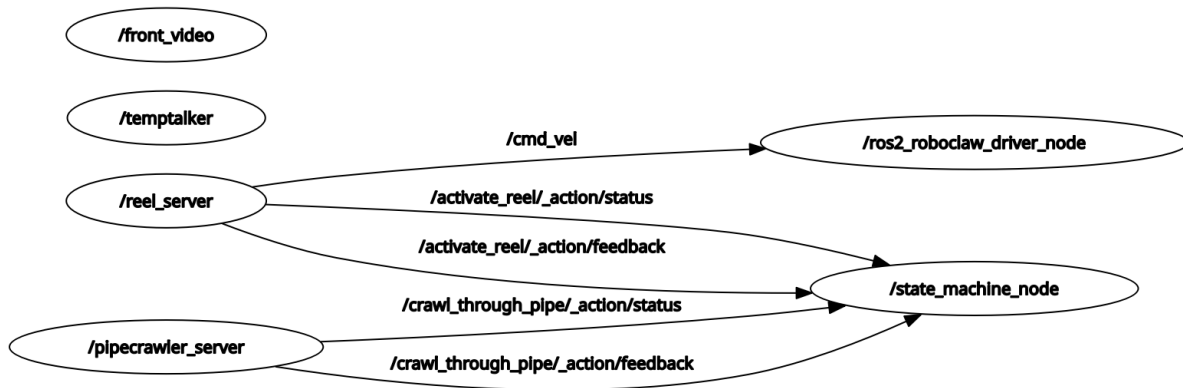 /front_video
/temptalker
/cmd_vel
/ros2_roboclaw_driver_node
/reel_server
/activate_reel/_action/status
/activate_reel/_action/feedback
/state_machine_node
/crawl_through_pipe/_action/status
/pipecrawler_server
/crawl_through_pipe/_action/feedback